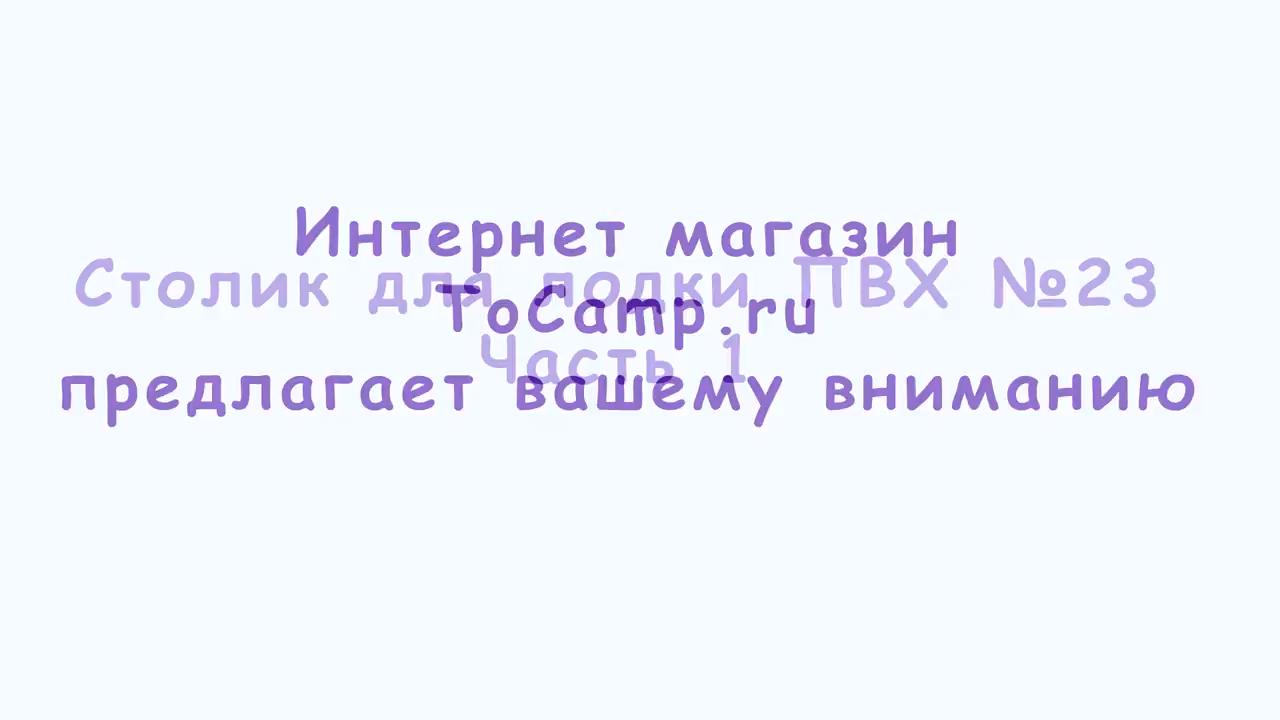 Интернет магазин
ToCamp.ru
предлагает вашему вниманию
Столик для лодки ПВХ №23
Часть 1